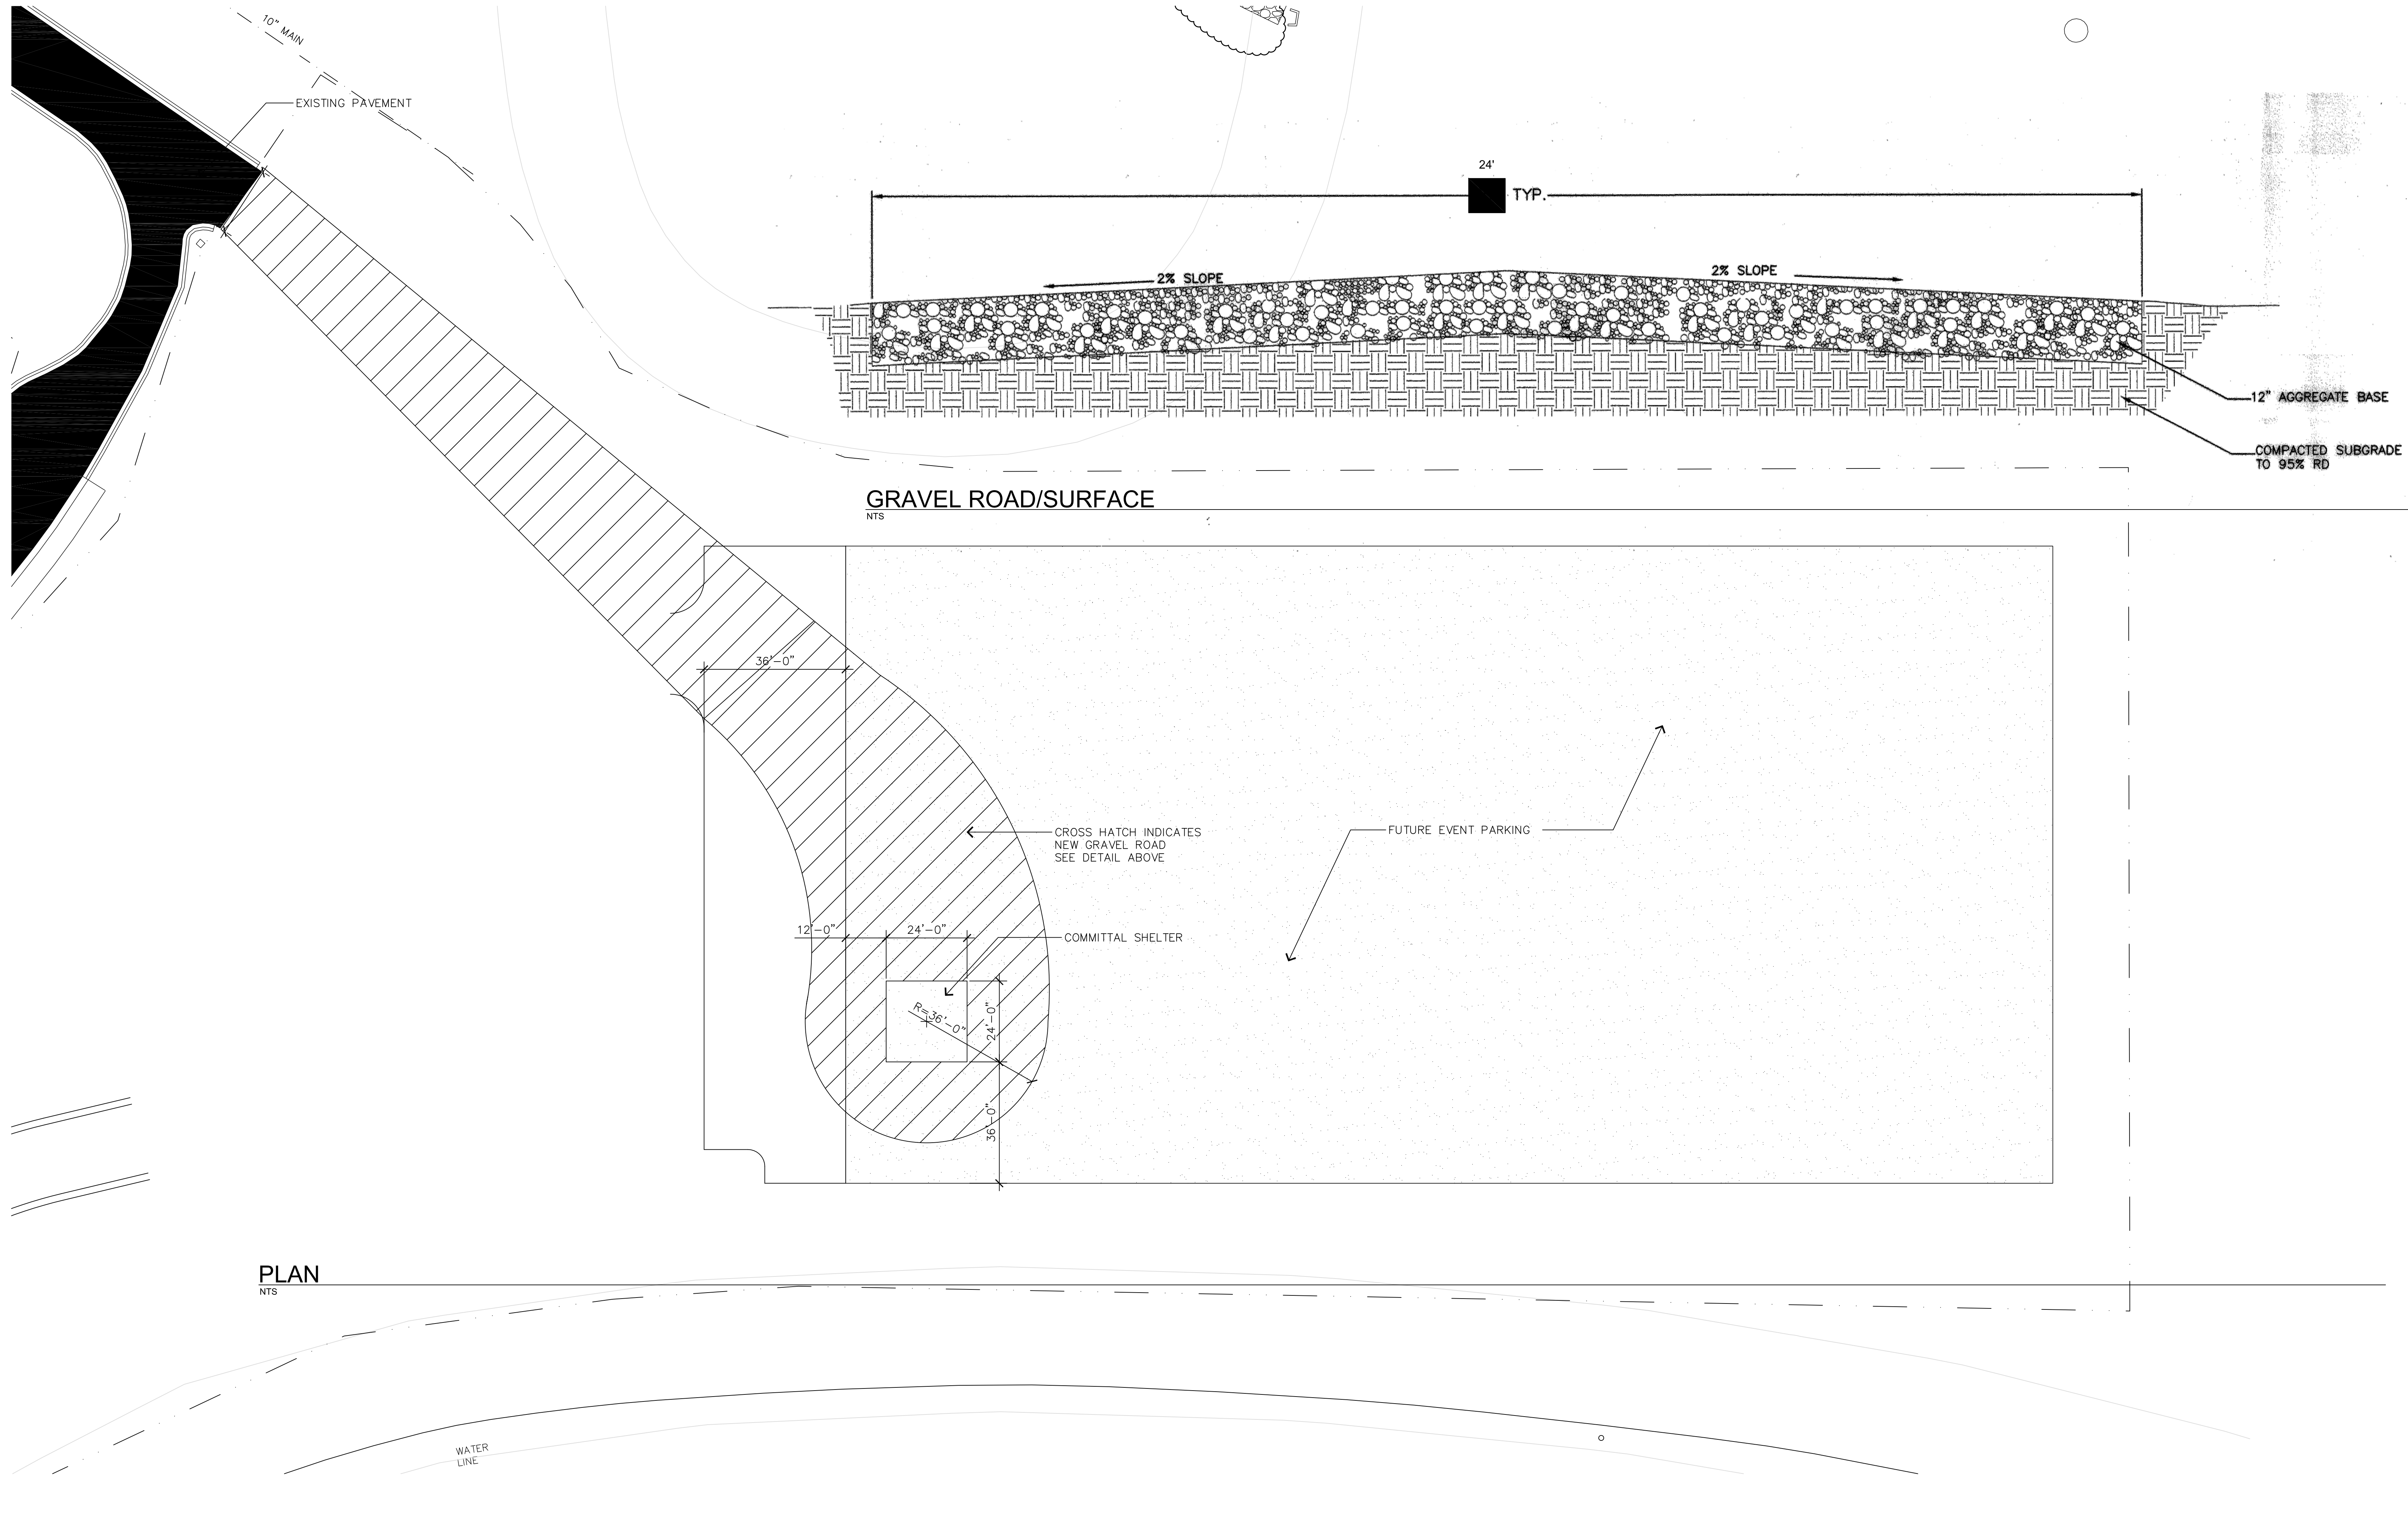 10" MAIN
EXISTING PAVEMENT
24'
TYP.
2% SLOPE
2% SLOPE
12" AGGREGATE BASE
COMPACTED SUBGRADE
TO 95% RD
GRAVEL ROAD/SURFACE
NTS
36'-0"
CROSS HATCH INDICATES
NEW GRAVEL ROAD
SEE DETAIL ABOVE
FUTURE EVENT PARKING
12'-0"
24'-0"
COMMITTAL SHELTER
R=36'-0"
24'-0"
36'-0"
PLAN
NTS
WATER
LINE